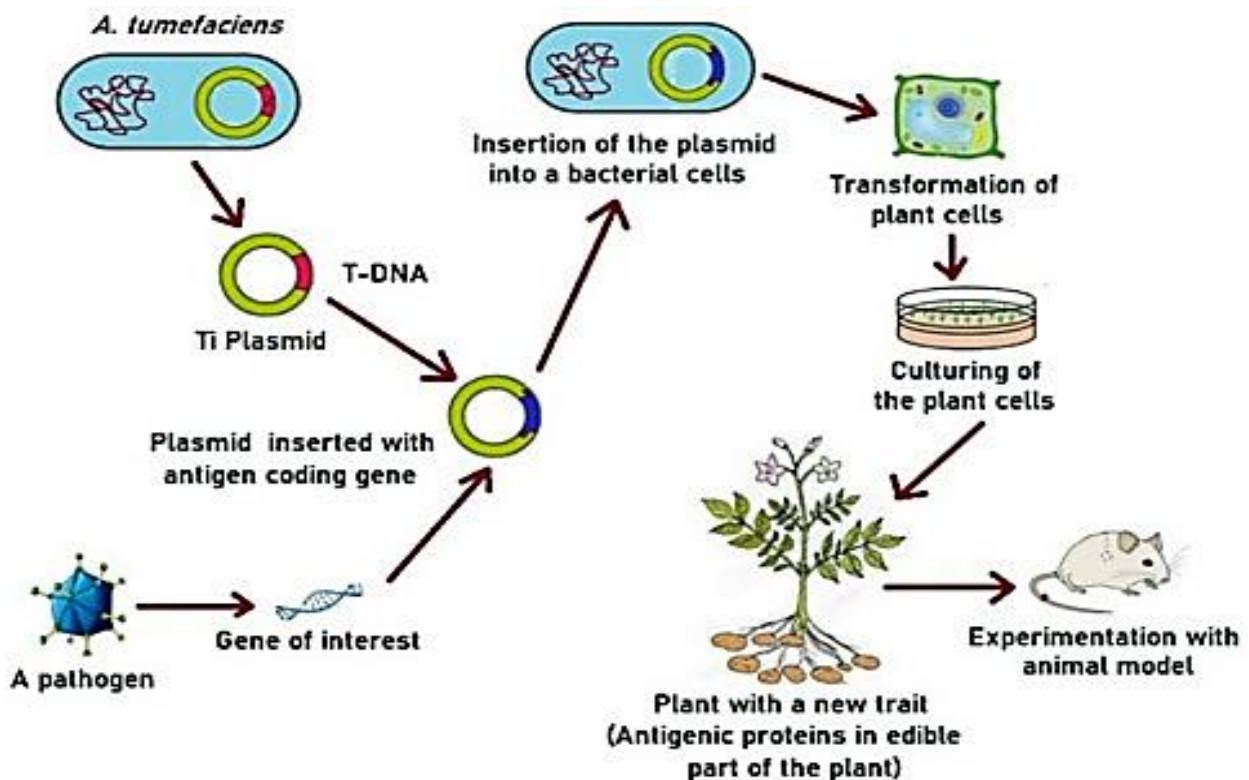 A. tumefaciens
Insertion of the plasmid
into a bacterial cells
Transformation of
plant cells
T-DNA
Ti Plasmid
Culturing of
the plant cells
Plasmid inserted with
antigen coding gene
A pathogen
Gene of interest
Plant with a new trait
(Antigenic proteins in edible
part of the plant)
Experimentation with
animal model